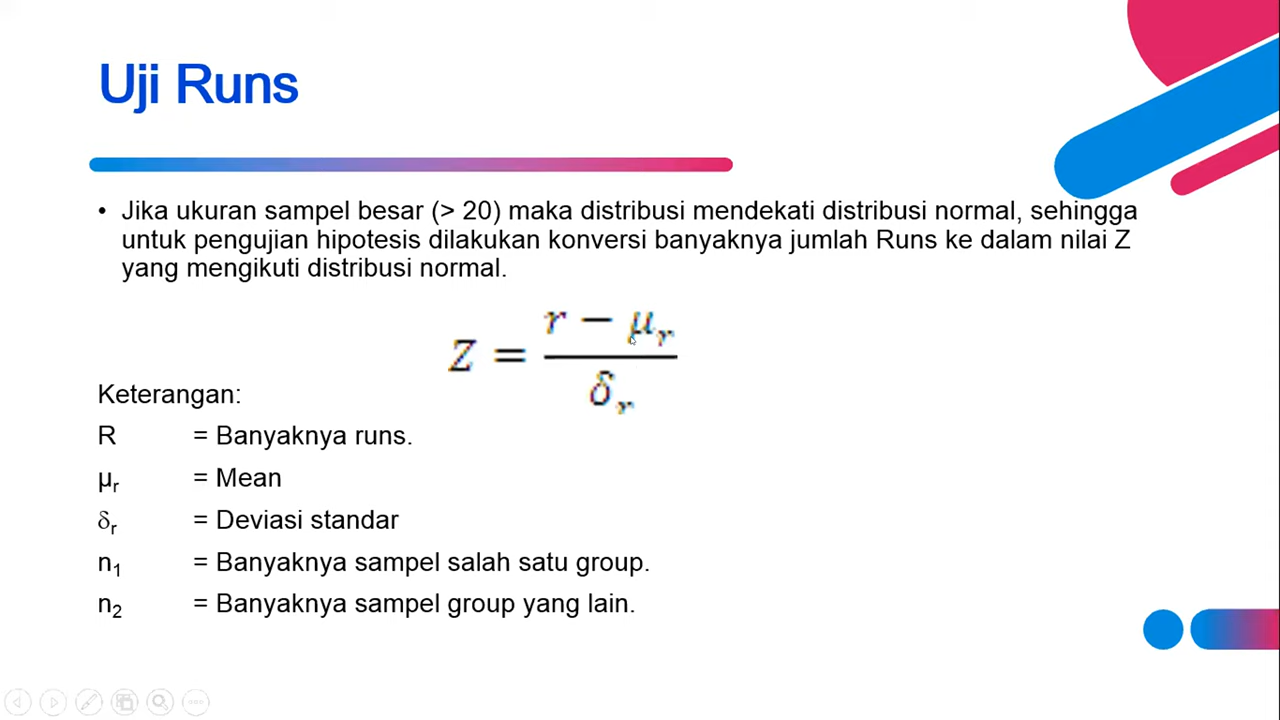 Uji Runs
• Jika ukuran sampel besar (> 20) maka distribusi mendekati distribusi normal, sehingga
untuk pengujian hipotesis dilakukan konversi banyaknya jumlah Runs ke dalam nilai Z
yang mengikuti distribusi normal.
Z = (r − μᵣ) / δᵣ
Keterangan:
R = Banyaknya runs.
μᵣ = Mean
δᵣ = Deviasi standar
n₁ = Banyaknya sampel salah satu group.
n₂ = Banyaknya sampel group yang lain.